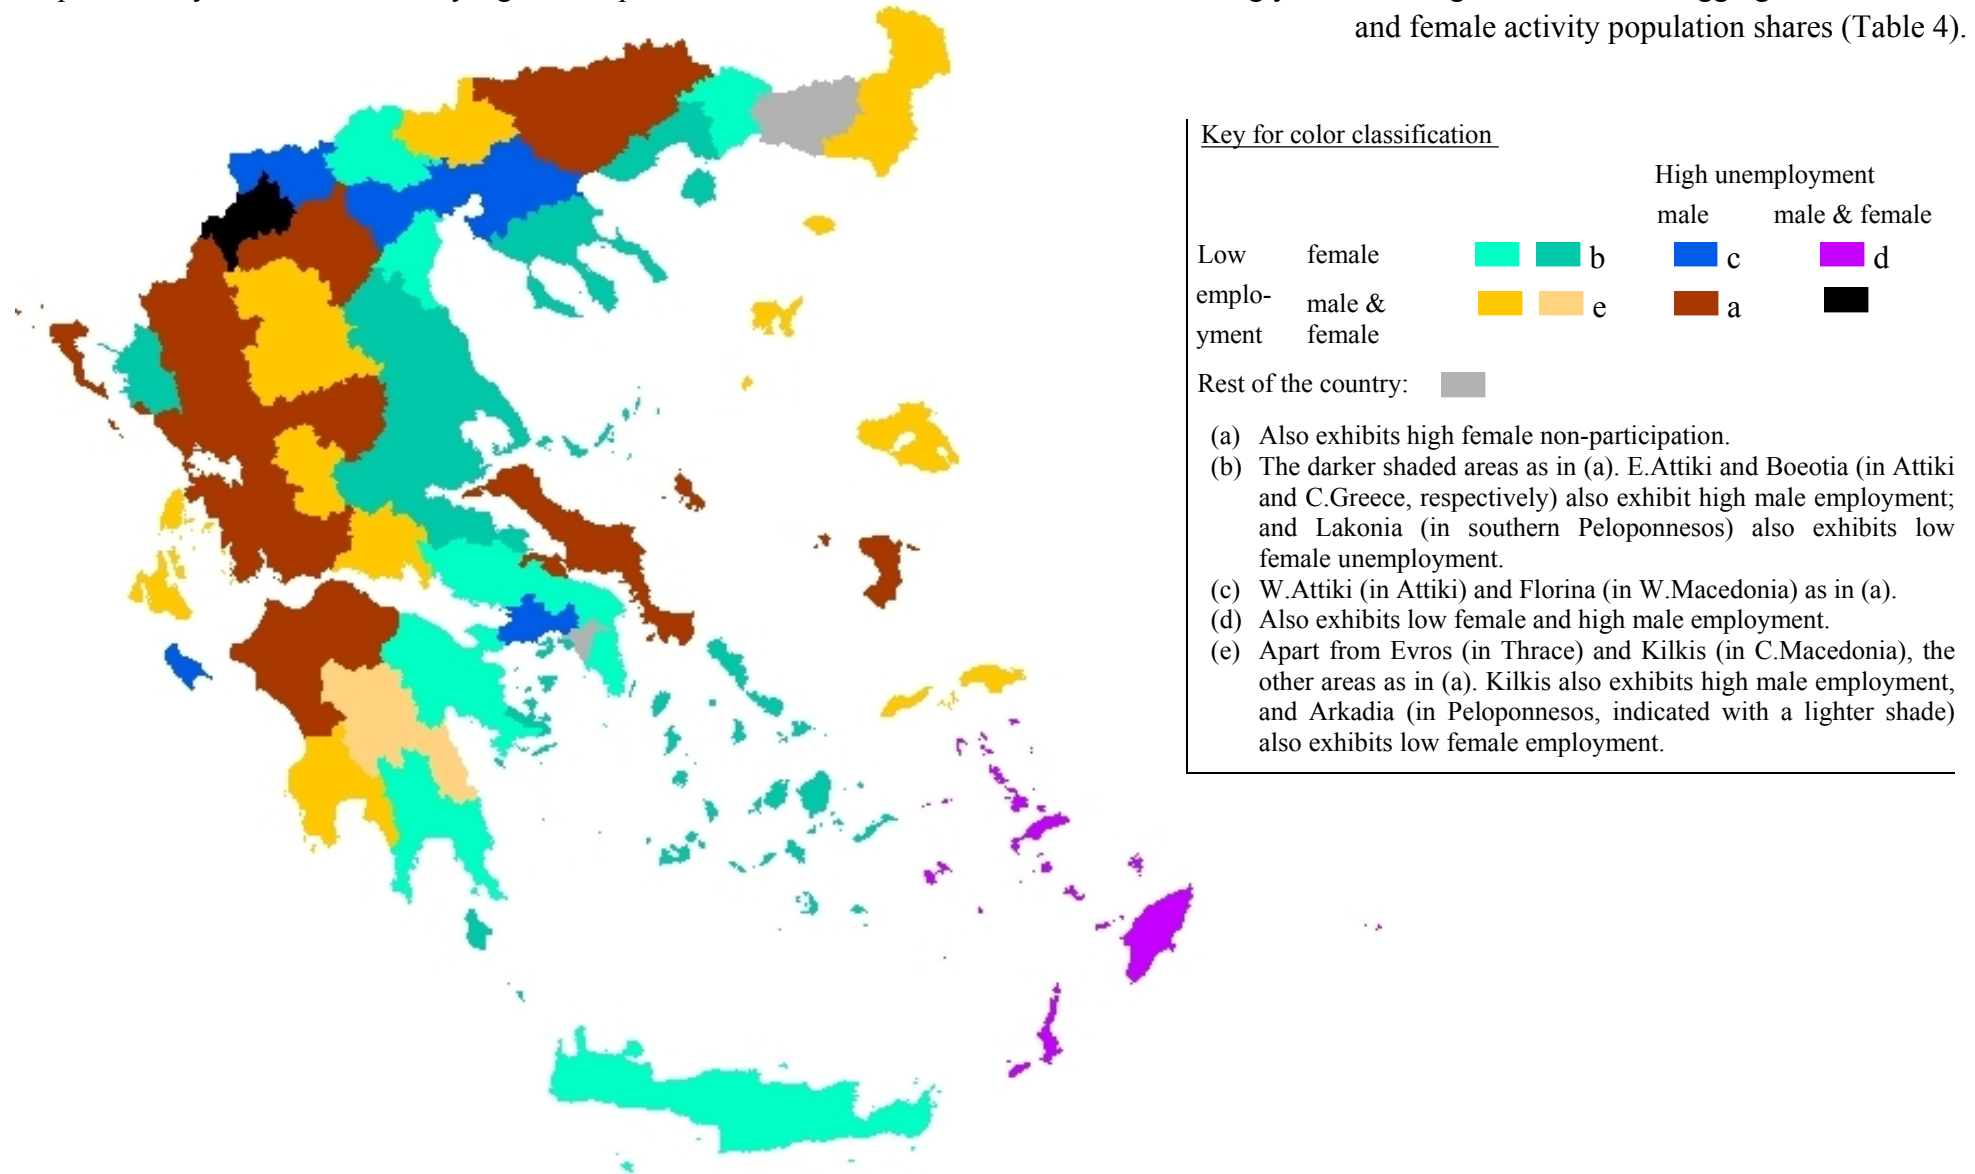 and female activity population shares (Table 4).
Key for color classification
High unemployment
male male & female
Low female b c d
emplo- male & e a
yment female
Rest of the country:
(a) Also exhibits high female non-participation.
(b) The darker shaded areas as in (a). E.Attiki and Boeotia (in Attiki
and C.Greece, respectively) also exhibit high male employment;
and Lakonia (in southern Peloponnesos) also exhibits low
female unemployment.
(c) W.Attiki (in Attiki) and Florina (in W.Macedonia) as in (a).
(d) Also exhibits low female and high male employment.
(e) Apart from Evros (in Thrace) and Kilkis (in C.Macedonia), the
other areas as in (a). Kilkis also exhibits high male employment,
and Arkadia (in Peloponnesos, indicated with a lighter shade)
also exhibits low female employment.